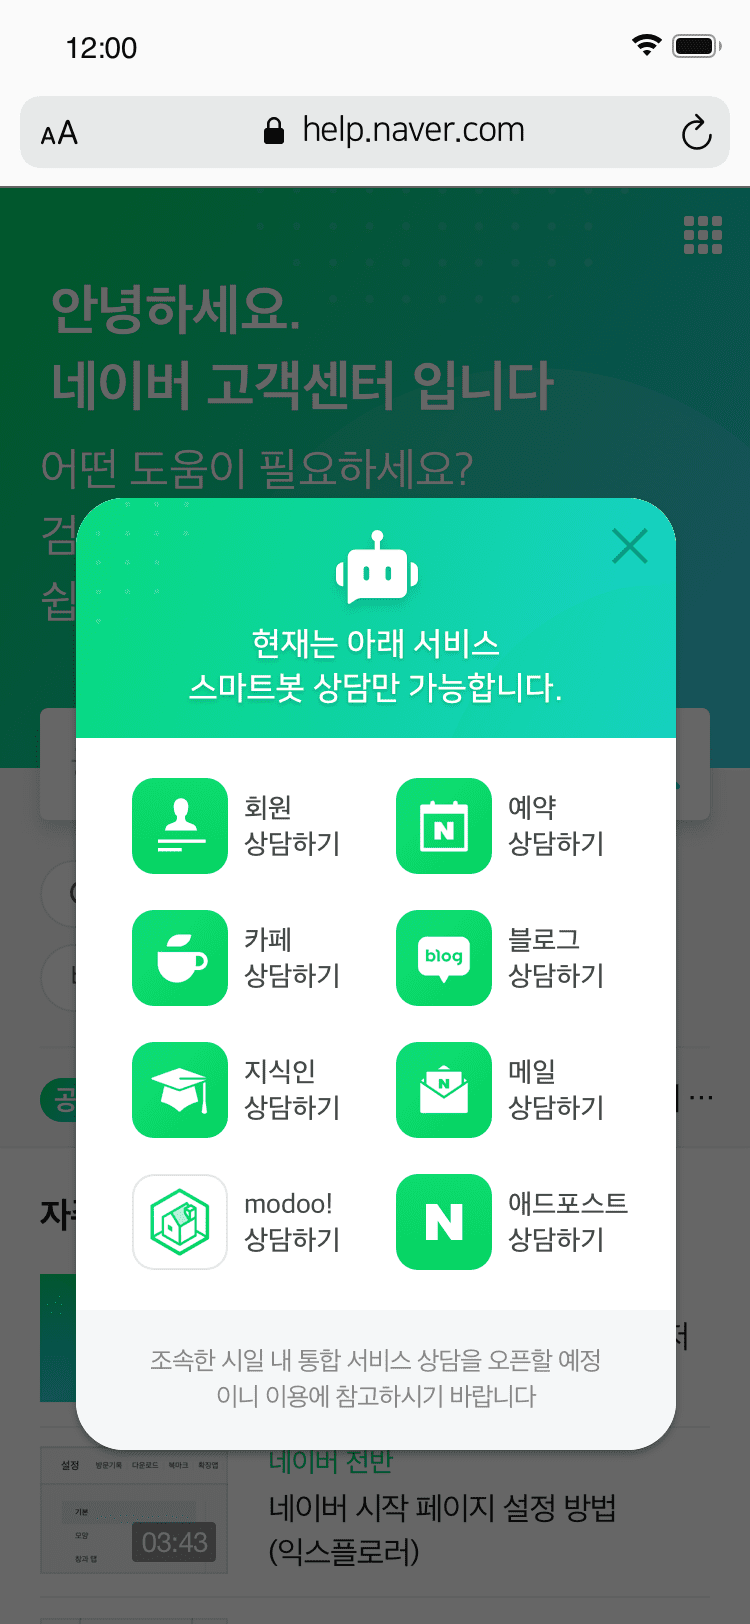 12:00
AA
help.naver.com
안녕하세요.
네이버 고객센터 입니다
어떤 도움이 필요하세요?
검
쉽
현재는 아래 서비스
스마트봇 상담만 가능합니다.
회원
상담하기
예약
상담하기
카페
상담하기
blog
블로그
상담하기
지식인
상담하기
메일
상담하기
modoo!
상담하기
애드포스트
상담하기
공
...
자주
조속한 시일 내 통합 서비스 상담을 오픈할 예정
이니 이용에 참고하시기 바랍니다
네이버 전반
네이버 시작 페이지 설정 방법
(익스플로러)
설정 방문기록 다운로드 북마크 확장앱
기본
모양
탐과 탭
03:43